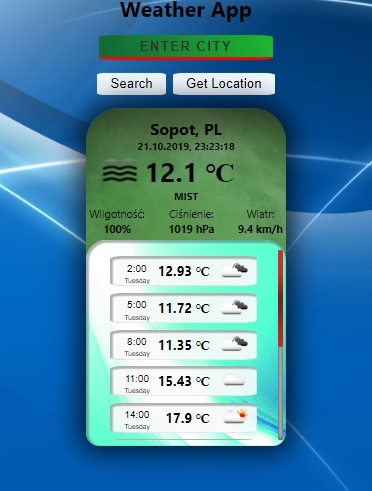 Weather App
ENTER CITY
Search Get Location
Sopot, PL
21.10.2019, 23:23:18
12.1 °C
MIST
Wilgotność: Ciśnienie: Wiatr:
100% 1019 hPa 9.4 km/h
2:00 12.93 °C
Tuesday
5:00 11.72 °C
Tuesday
8:00 11.35 °C
Tuesday
11:00 15.43 °C
Tuesday
14:00 17.9 °C
Tuesday